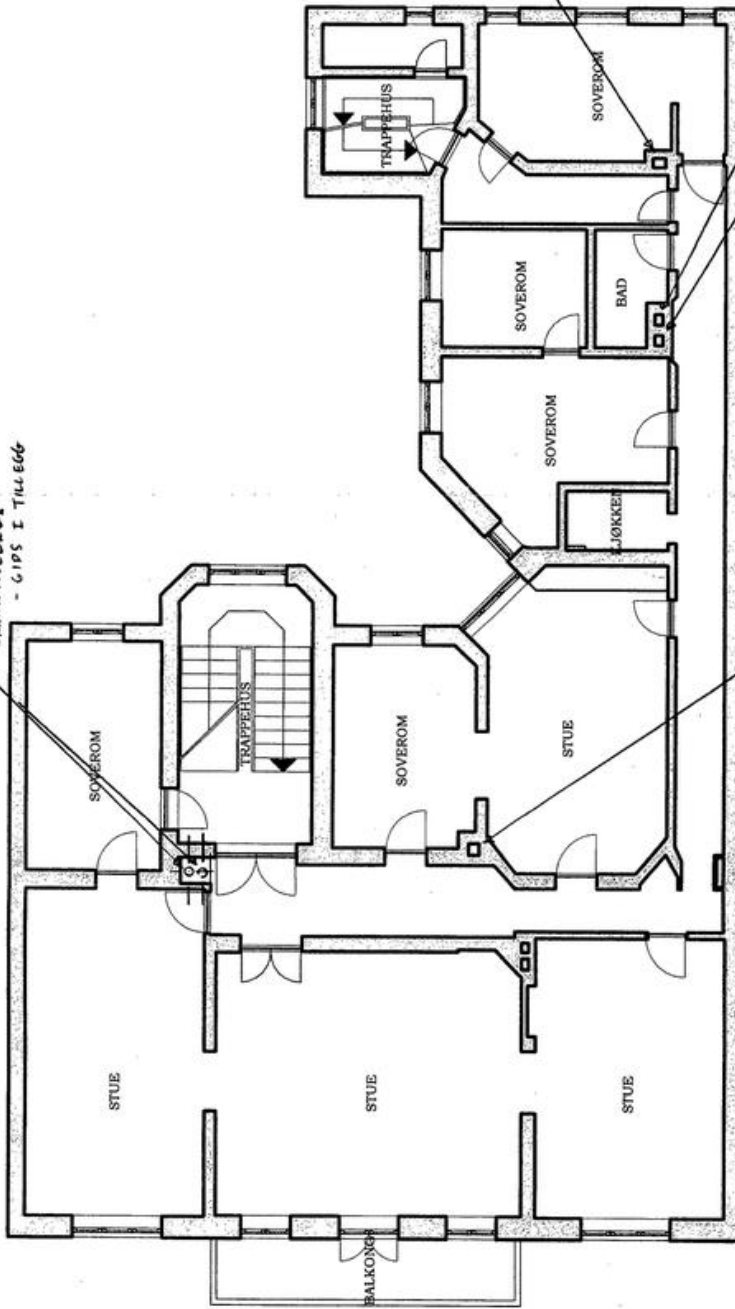 - GIPS I TILLEGG
SOVEROM
TRAPPEHUS
SOVEROM
BAD
SOVEROM
KJØKKEN
SOVEROM
TRAPPEHUS
SOVEROM
STUE
STUE
STUE
STUE
BALKONG